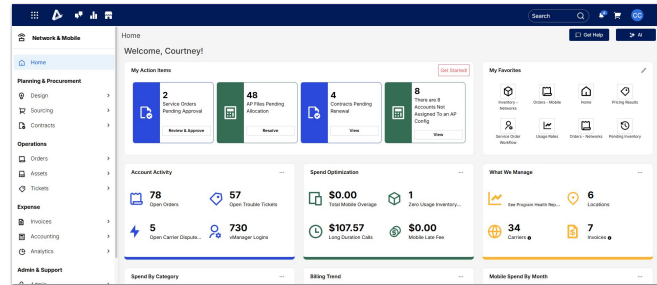 Search
CC
Network & Mobile
Home
Get Help
AI
Welcome, Courtney!
Home
Planning & Procurement
Design
Sourcing
Contracts
Operations
Orders
Assets
Tickets
Expense
Invoices
Accounting
Analytics
Admin & Support
Admin
My Action Items
Get Started!
2
Service Orders
Pending Approval
Review & Approve
48
AP Files Pending
Allocation
Resolve
4
Contracts Pending
Renewal
View
8
There are 8
Accounts Not
Assigned To an AP
Config
View
My Favorites
Inventory -
Networks
Orders - Mobile
Home
Pricing Results
Service Order
Workflow
Usage Rates
Orders - Networks
Pending Inventory
Account Activity
78
Open Orders
57
Open Trouble Tickets
5
Open Carrier Dispute...
730
vManager Logins
Spend Optimization
$0.00
Total Mobile Overage
1
Zero Usage Inventory...
$107.57
Long Duration Calls
$0.00
Mobile Late Fee
What We Manage
See Program Health Rep...
6
Locations
34
Carriers
7
Invoices
Spend By Category
Billing Trend
Mobile Spend By Month